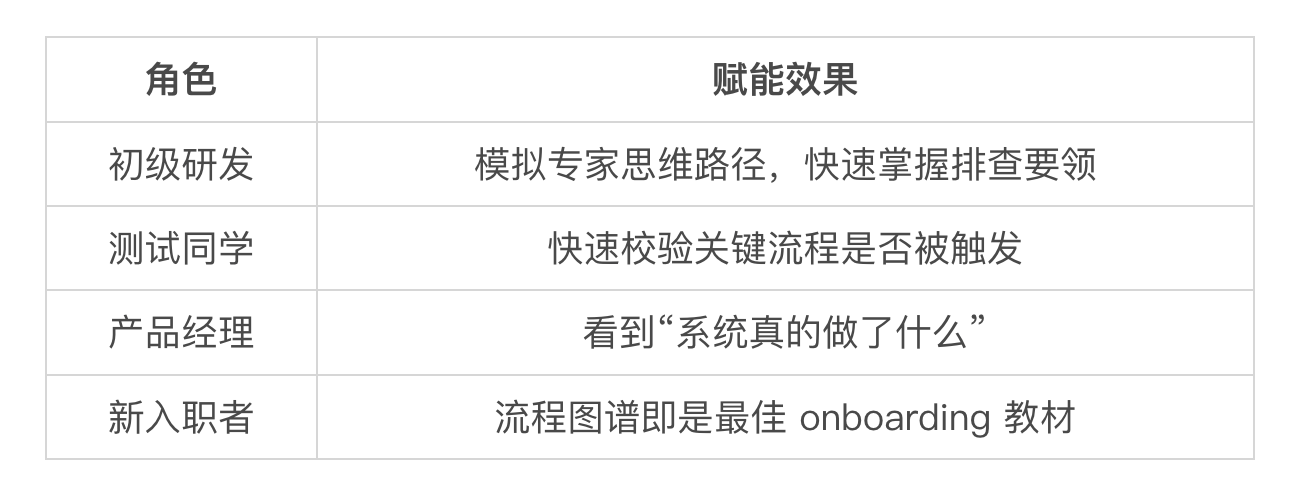 角色 赋能效果
初级研发 模拟专家思维路径，快速掌握排查要领
测试同学 快速校验关键流程是否被触发
产品经理 看到“系统真的做了什么”
新入职者 流程图谱即是最佳 onboarding 教材